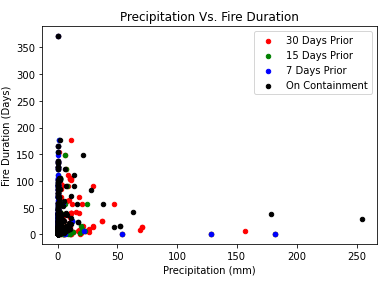 Precipitation Vs. Fire Duration
30 Days Prior
15 Days Prior
7 Days Prior
On Containment
Fire Duration (Days)
350
300
250
200
150
100
50
0
0 50 100 150 200 250
Precipitation (mm)